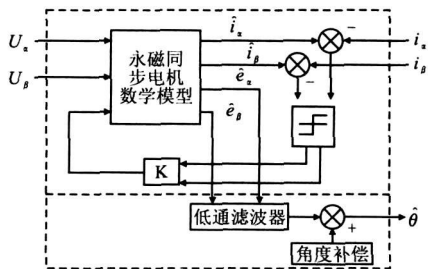 U_α
U_β
永磁同
步电机
数学模型
î_α
î_β
ê_α
ê_β
−
−
i_α
i_β
K
低通滤波器
+
θ̂
角度补偿